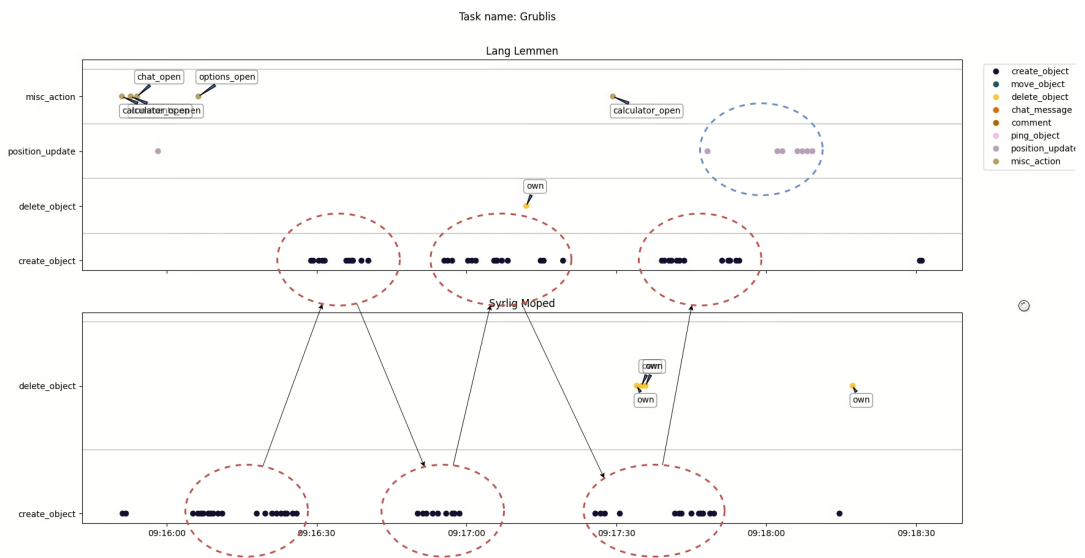 Task name: Grublis
Lang Lemmen
chat_open
options_open
misc_action
calculator_open
calculator_open
position_update
own
delete_object
create_object
create_object
move_object
delete_object
chat_message
comment
ping_object
position_update
misc_action
Syrlig Moped
own
own
delete_object
own
own
create_object
09:16:00 09:16:30 09:17:00 09:17:30 09:18:00 09:18:30